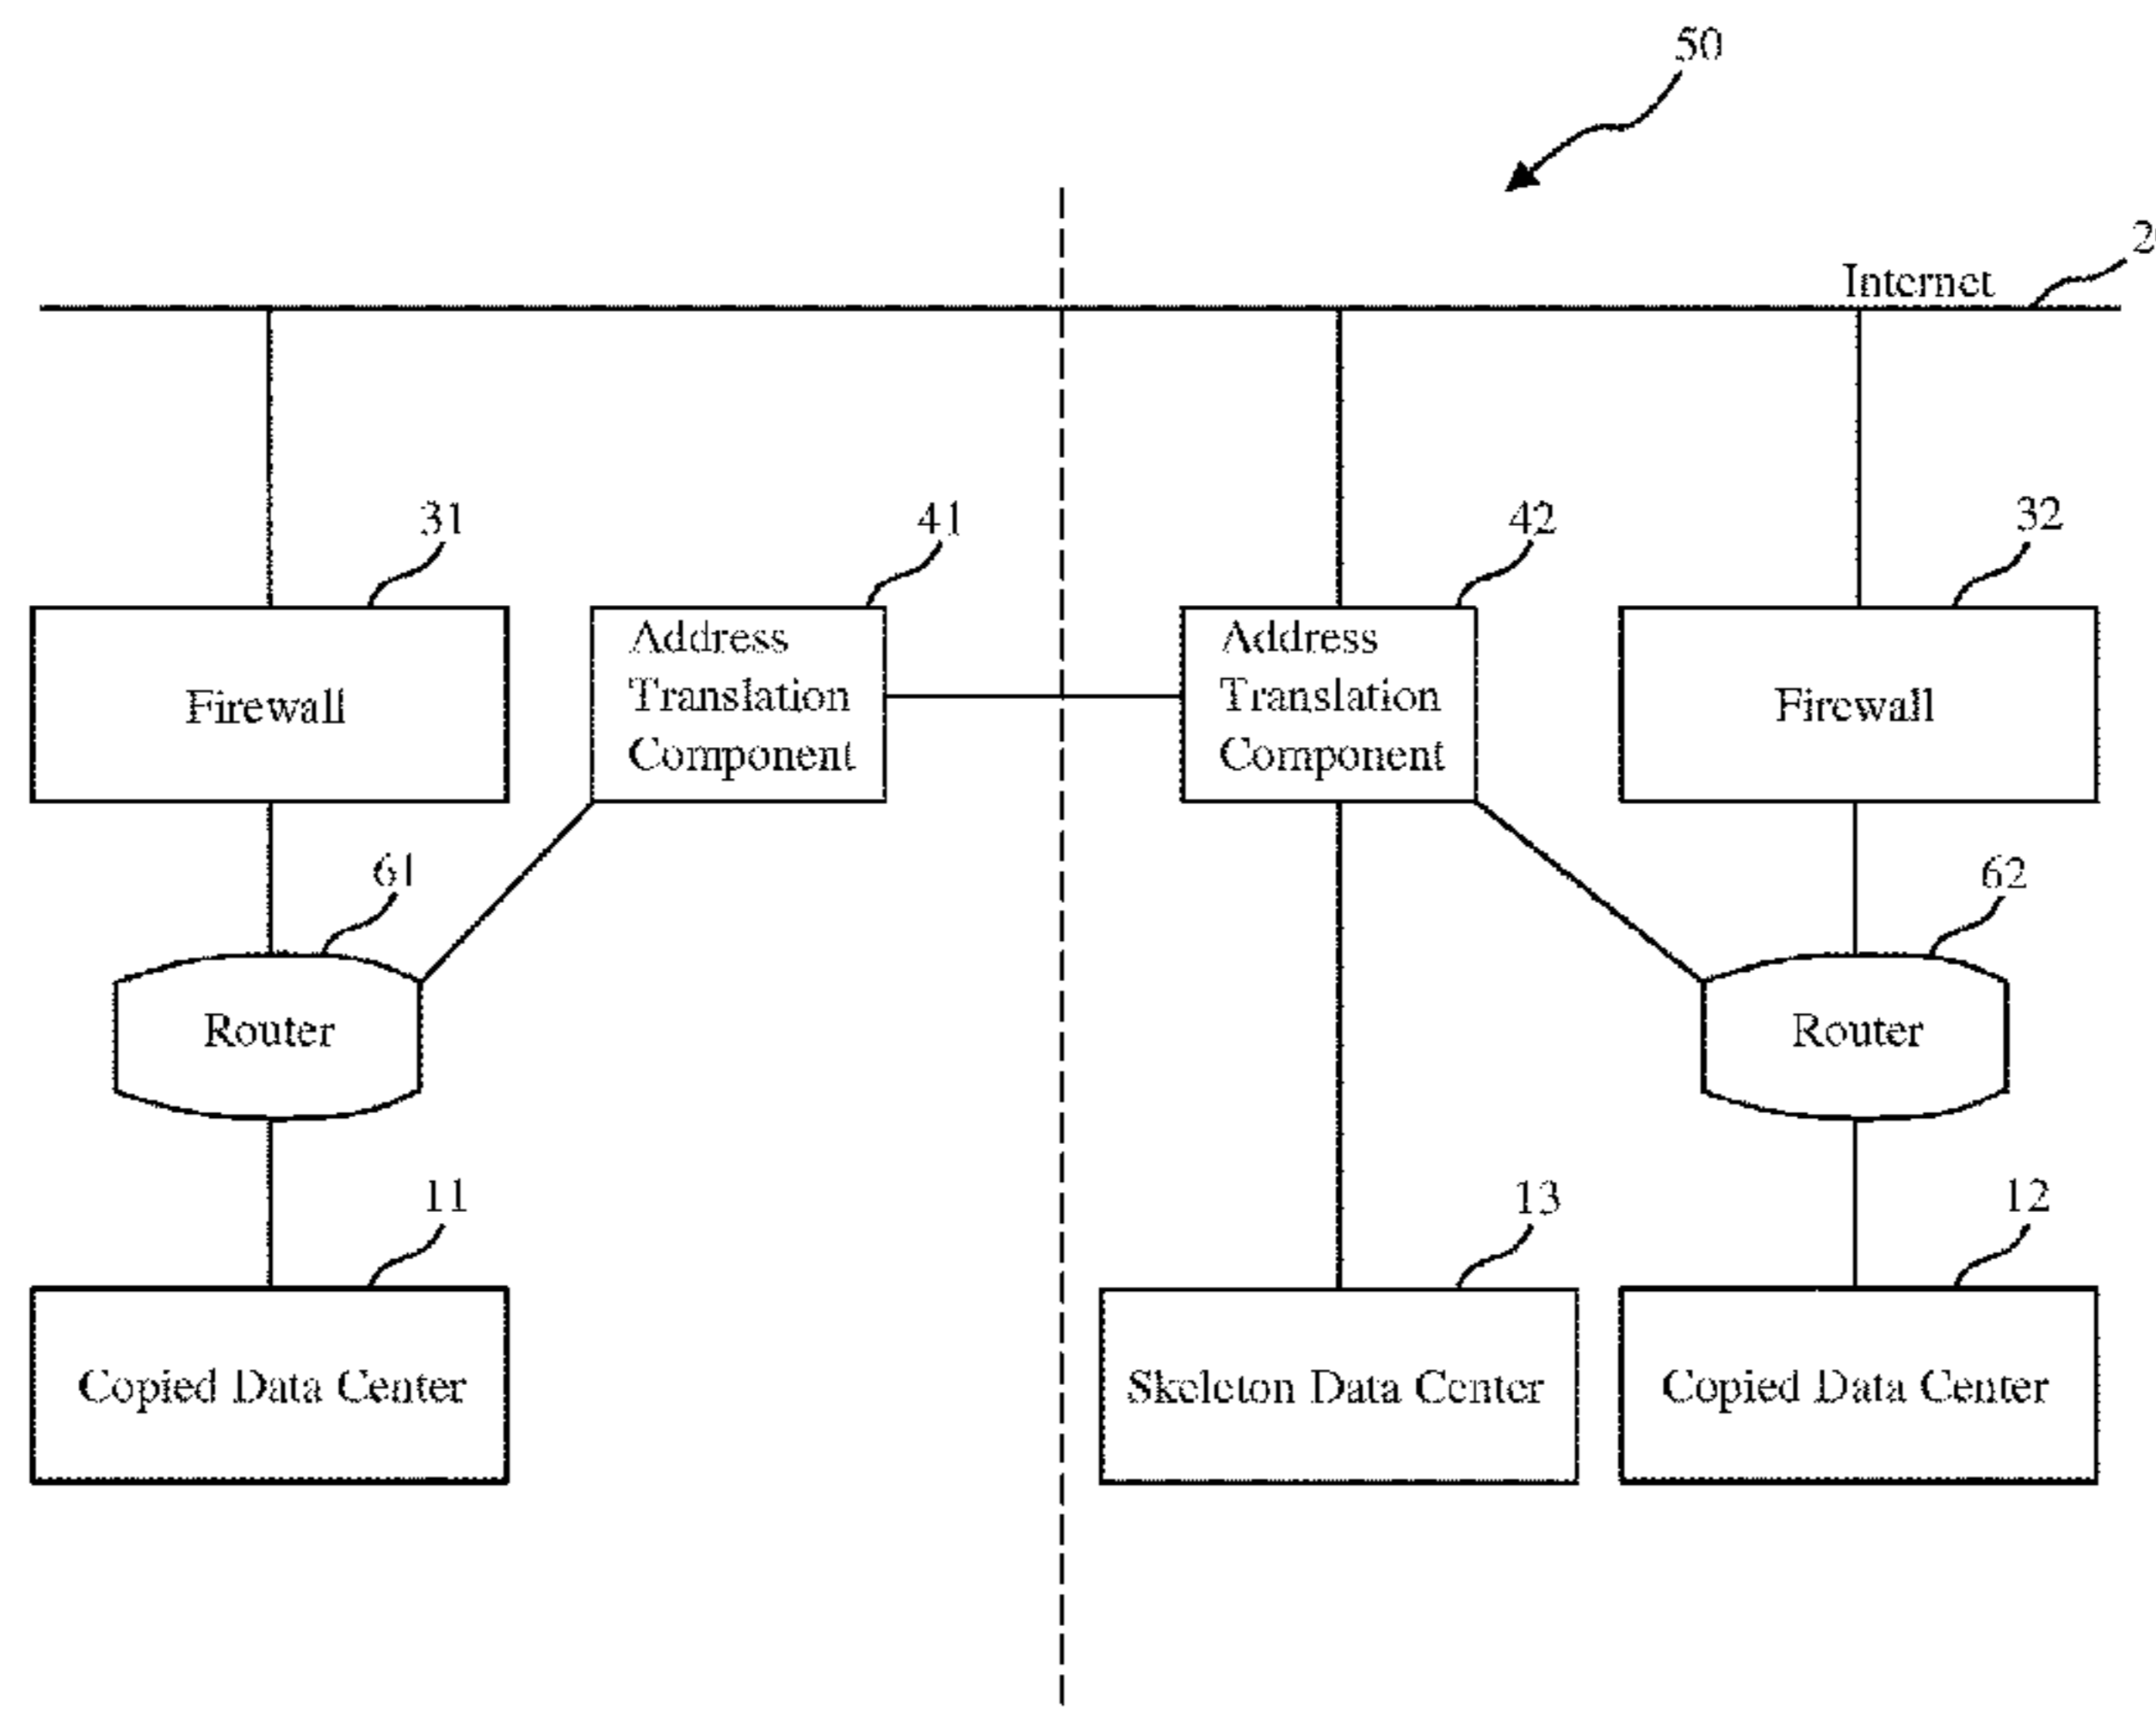 50
2
Internet
31
41
42
32
Firewall
Address
Translation
Component
Address
Translation
Component
Firewall
61
62
Router
Router
11
13
12
Copied Data Center
Skeleton Data Center
Copied Data Center